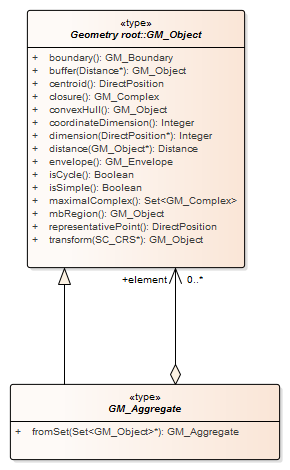 «type»
Geometry root::GM_Object
+ boundary(): GM_Boundary
+ buffer(Distance*): GM_Object
+ centroid(): DirectPosition
+ closure(): GM_Complex
+ convexHull(): GM_Object
+ coordinateDimension(): Integer
+ dimension(DirectPosition*): Integer
+ distance(GM_Object*): Distance
+ envelope(): GM_Envelope
+ isCycle(): Boolean
+ isSimple(): Boolean
+ maximalComplex(): Set<GM_Complex>
+ mbRegion(): GM_Object
+ representativePoint(): DirectPosition
+ transform(SC_CRS*): GM_Object
+element 0..*
«type»
GM_Aggregate
+ fromSet(Set<GM_Object>*): GM_Aggregate